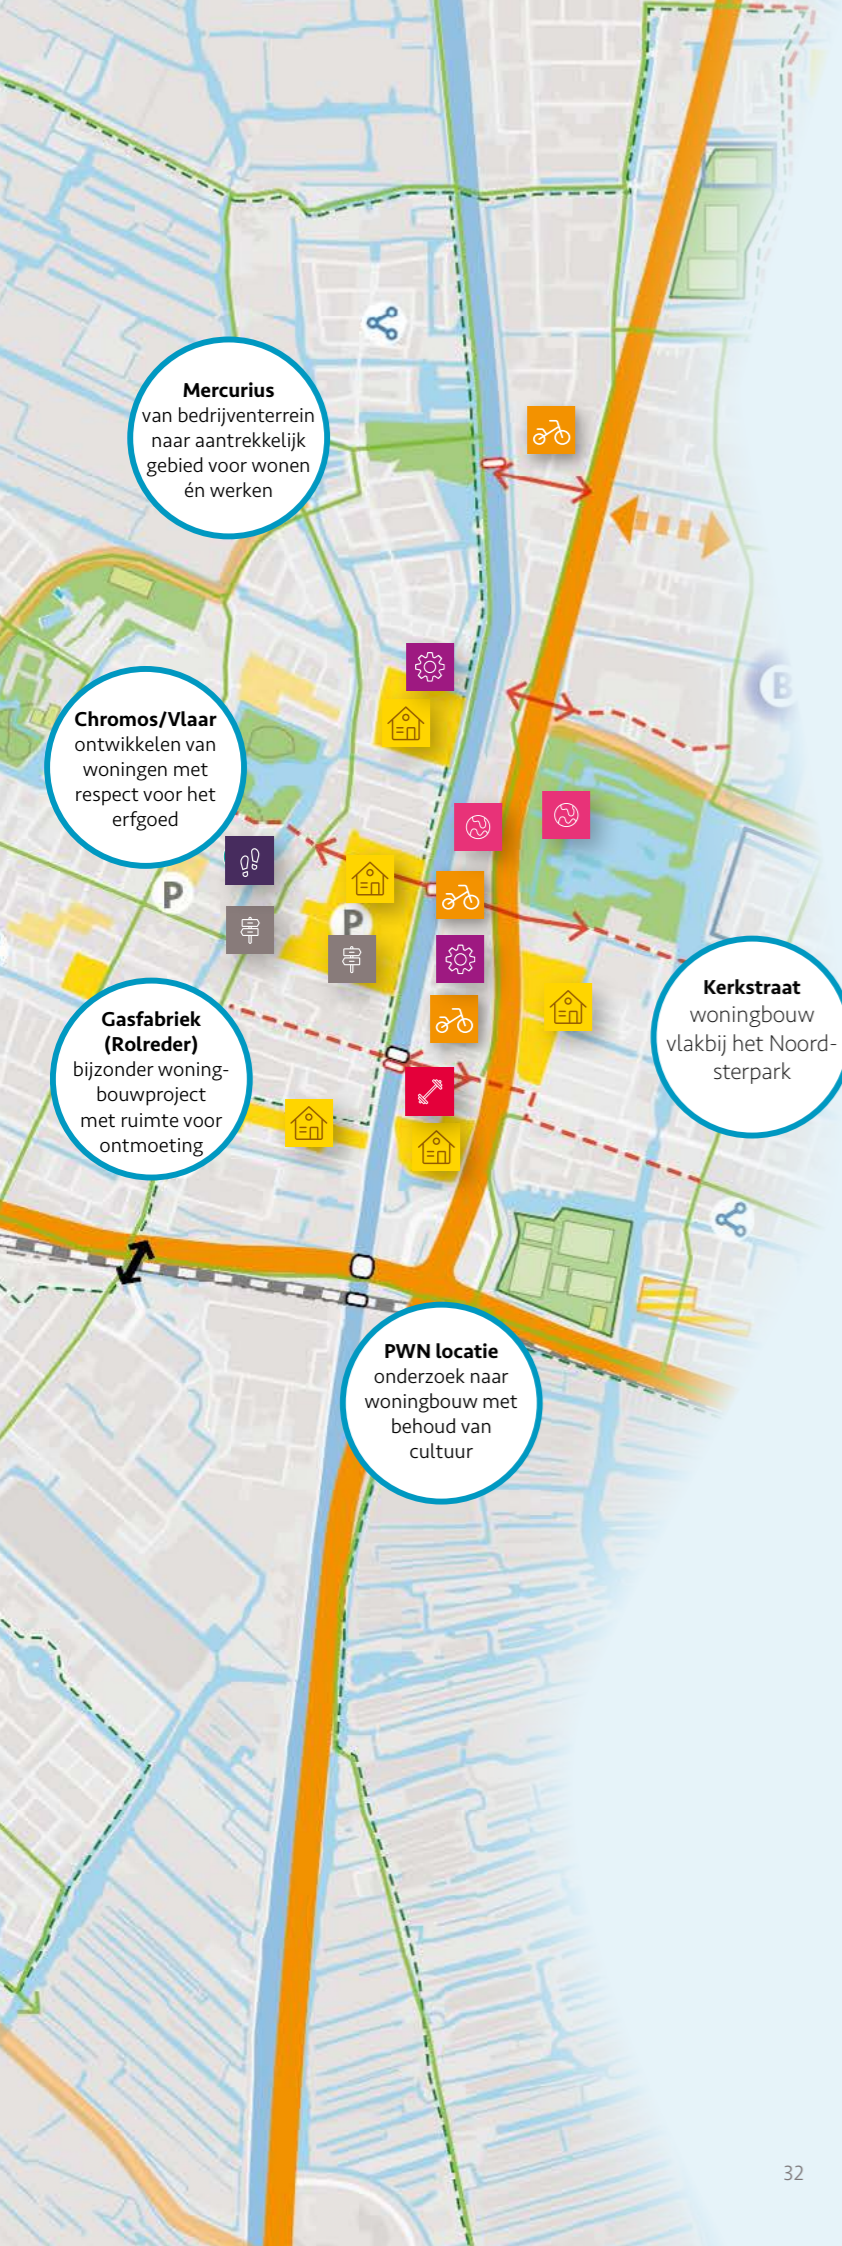 Mercurius
van bedrijventerrein
naar aantrekkelijk
gebied voor wonen
én werken
B
Chromos/Vlaar
ontwikkelen van
woningen met
respect voor het
erfgoed
P
P
Kerkstraat
woningbouw
vlakbij het Noord-
sterpark
Gasfabriek
(Rolreder)
bijzonder woning-
bouwproject
met ruimte voor
ontmoeting
PWN locatie
onderzoek naar
woningbouw met
behoud van
cultuur
32